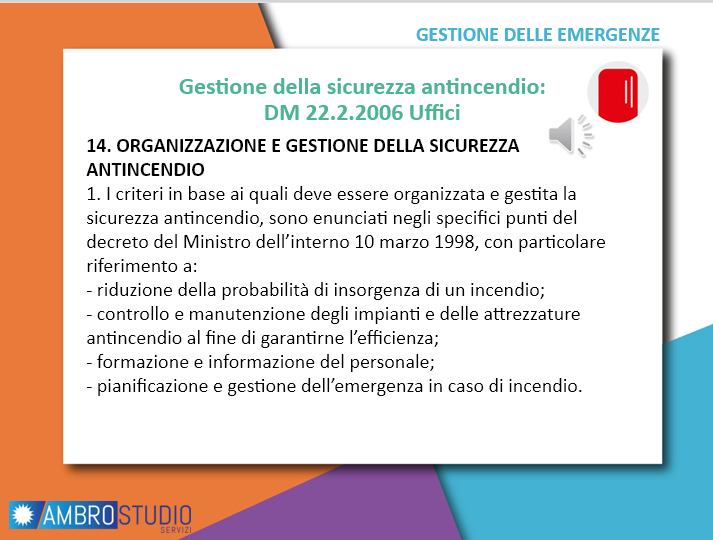 GESTIONE DELLE EMERGENZE
Gestione della sicurezza antincendio:
DM 22.2.2006 Uffici
14. ORGANIZZAZIONE E GESTIONE DELLA SICUREZZA
ANTINCENDIO
1. I criteri in base ai quali deve essere organizzata e gestita la
sicurezza antincendio, sono enunciati negli specifici punti del
decreto del Ministro dell’interno 10 marzo 1998, con particolare
riferimento a:
- riduzione della probabilità di insorgenza di un incendio;
- controllo e manutenzione degli impianti e delle attrezzature
antincendio al fine di garantirne l’efficienza;
- formazione e informazione del personale;
- pianificazione e gestione dell’emergenza in caso di incendio.
AMBROSTUDIO
SERVIZI